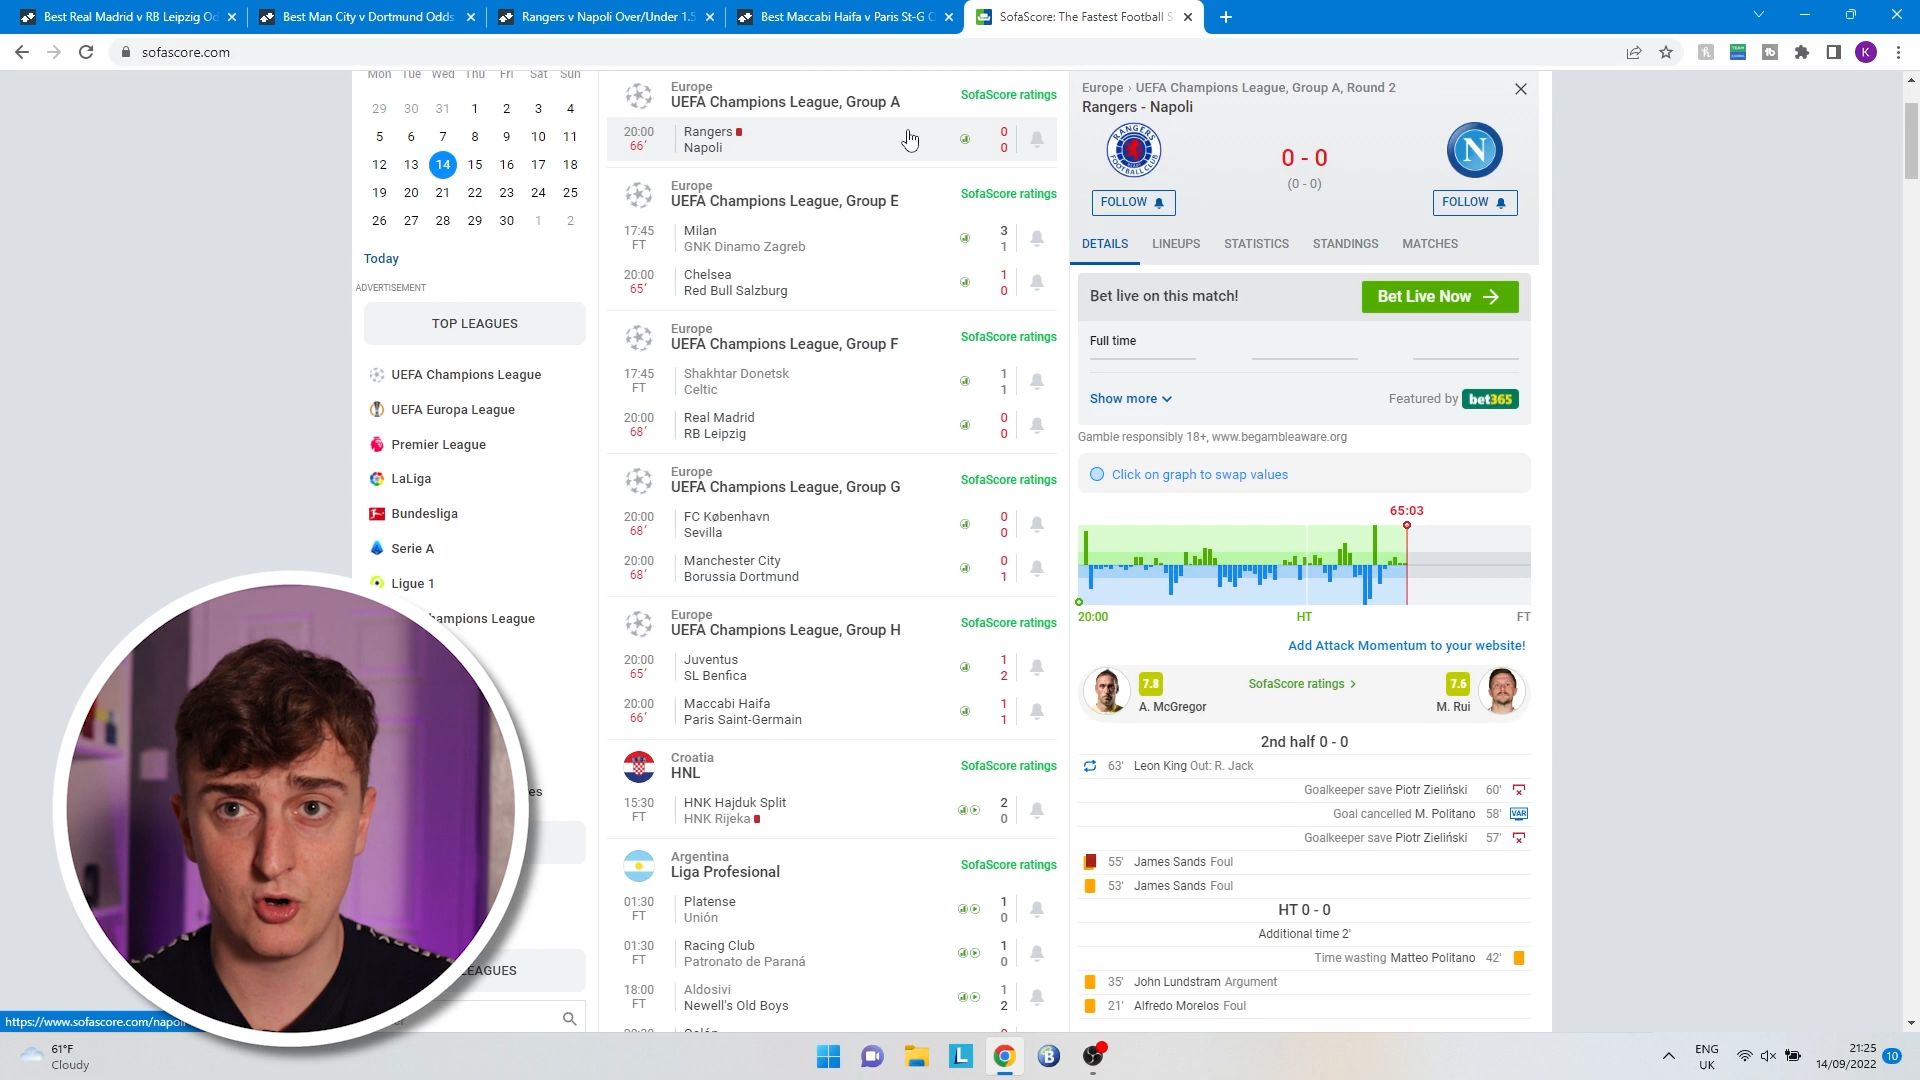 Best Real Madrid v RB Leipzig Od
Best Man City v Dortmund Odds
Rangers v Napoli Over/Under 1.5
Best Maccabi Haifa v Paris St-G O
SofaScore: The Fastest Football S
sofascore.com
K
Mon Tue Wed Thu Fri Sat Sun
29 30 31 1 2 3 4
5 6 7 8 9 10 11
12 13 14 15 16 17 18
19 20 21 22 23 24 25
26 27 28 29 30 1 2
Today
ADVERTISEMENT
TOP LEAGUES
UEFA Champions League
UEFA Europa League
Premier League
LaLiga
Bundesliga
Serie A
Ligue 1
hampions League
es
EAGUES
https://www.sofascore.com/napoli
Europe
UEFA Champions League, Group A
SofaScore ratings
20:00 Rangers 0
66' Napoli 0
Europe
UEFA Champions League, Group E
SofaScore ratings
17:45 Milan 3
FT GNK Dinamo Zagreb 1
20:00 Chelsea 1
65' Red Bull Salzburg 0
Europe
UEFA Champions League, Group F
SofaScore ratings
17:45 Shakhtar Donetsk 1
FT Celtic 1
20:00 Real Madrid 0
68' RB Leipzig 0
Europe
UEFA Champions League, Group G
SofaScore ratings
20:00 FC København 0
68' Sevilla 0
20:00 Manchester City 0
68' Borussia Dortmund 1
Europe
UEFA Champions League, Group H
SofaScore ratings
20:00 Juventus 1
65' SL Benfica 2
20:00 Maccabi Haifa 1
66' Paris Saint-Germain 1
Croatia
HNL
SofaScore ratings
15:30 HNK Hajduk Split 2
FT HNK Rijeka 0
Argentina
Liga Profesional
SofaScore ratings
01:30 Platense 1
FT Unión 0
01:30 Racing Club 1
FT Patronato de Paraná 0
18:00 Aldosivi 1
FT Newell's Old Boys 2
Europe › UEFA Champions League, Group A, Round 2
Rangers - Napoli
RANGERS
FOOTBALL CLUB
N
0 - 0
(0 - 0)
FOLLOW
FOLLOW
DETAILS LINEUPS STATISTICS STANDINGS MATCHES
Bet live on this match!
Bet Live Now
Full time
Show more
Featured by bet365
Gamble responsibly 18+, www.begambleaware.org
Click on graph to swap values
65:03
20:00 HT FT
Add Attack Momentum to your website!
7.8
A. McGregor
SofaScore ratings >
7.6
M. Rui
2nd half 0 - 0
63' Leon King Out: R. Jack
Goalkeeper save Piotr Zieliński 60'
Goal cancelled M. Politano 58' VAR
Goalkeeper save Piotr Zieliński 57'
55' James Sands Foul
53' James Sands Foul
HT 0 - 0
Additional time 2'
Time wasting Matteo Politano 42'
35' John Lundstram Argument
21' Alfredo Morelos Foul
61°F
Cloudy
L
B
ENG
UK
21:25
14/09/2022
10